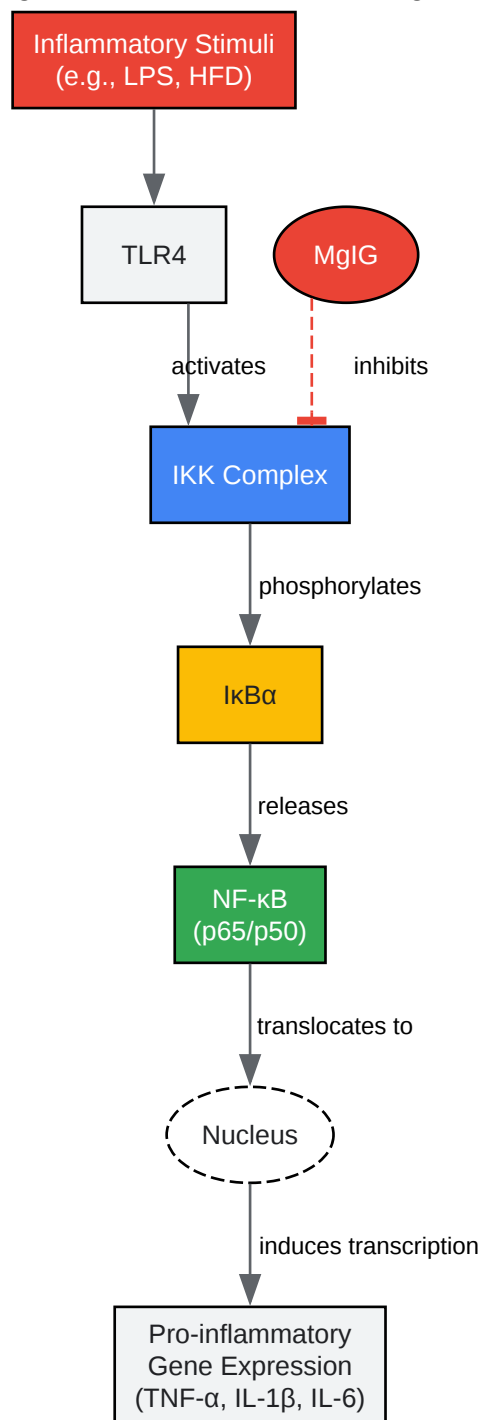 Inflammatory Stimuli
(e.g., LPS, HFD)
TLR4
MgIG
activates
inhibits
IKK Complex
phosphorylates
IκBα
releases
NF-κB
(p65/p50)
translocates to
Nucleus
induces transcription
Pro-inflammatory
Gene Expression
(TNF-α, IL-1β, IL-6)